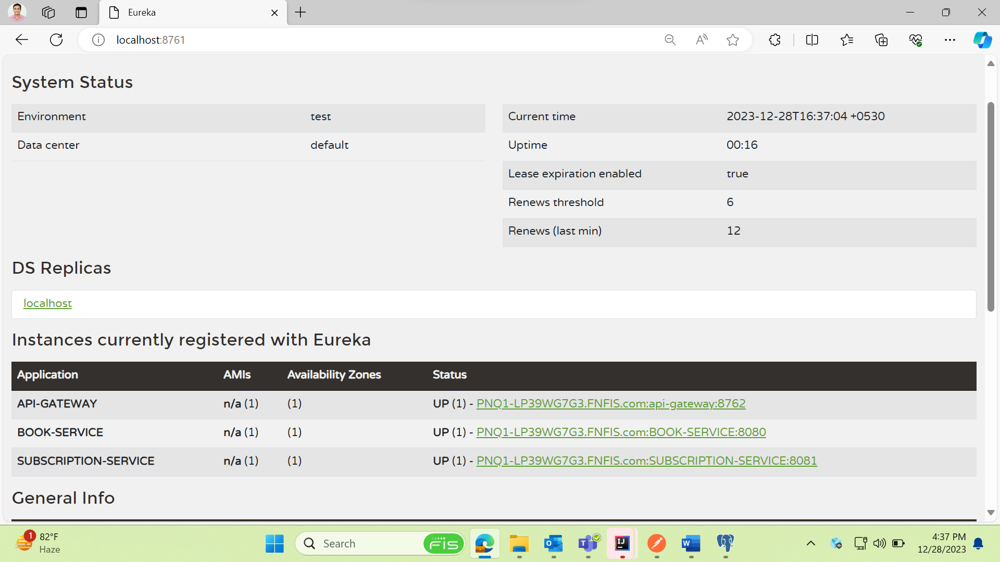 Eureka
localhost:8761
System Status
Environment test
Data center default
Current time 2023-12-28T16:37:04 +0530
Uptime 00:16
Lease expiration enabled true
Renews threshold 6
Renews (last min) 12
DS Replicas
localhost
Instances currently registered with Eureka
Application AMIs Availability Zones Status
API-GATEWAY n/a (1) (1) UP (1) - PNQ1-LP39WG7G3.FNFIS.com:api-gateway:8762
BOOK-SERVICE n/a (1) (1) UP (1) - PNQ1-LP39WG7G3.FNFIS.com:BOOK-SERVICE:8080
SUBSCRIPTION-SERVICE n/a (1) (1) UP (1) - PNQ1-LP39WG7G3.FNFIS.com:SUBSCRIPTION-SERVICE:8081
General Info
1
82°F
Haze
Search
FIS
4:37 PM
12/28/2023